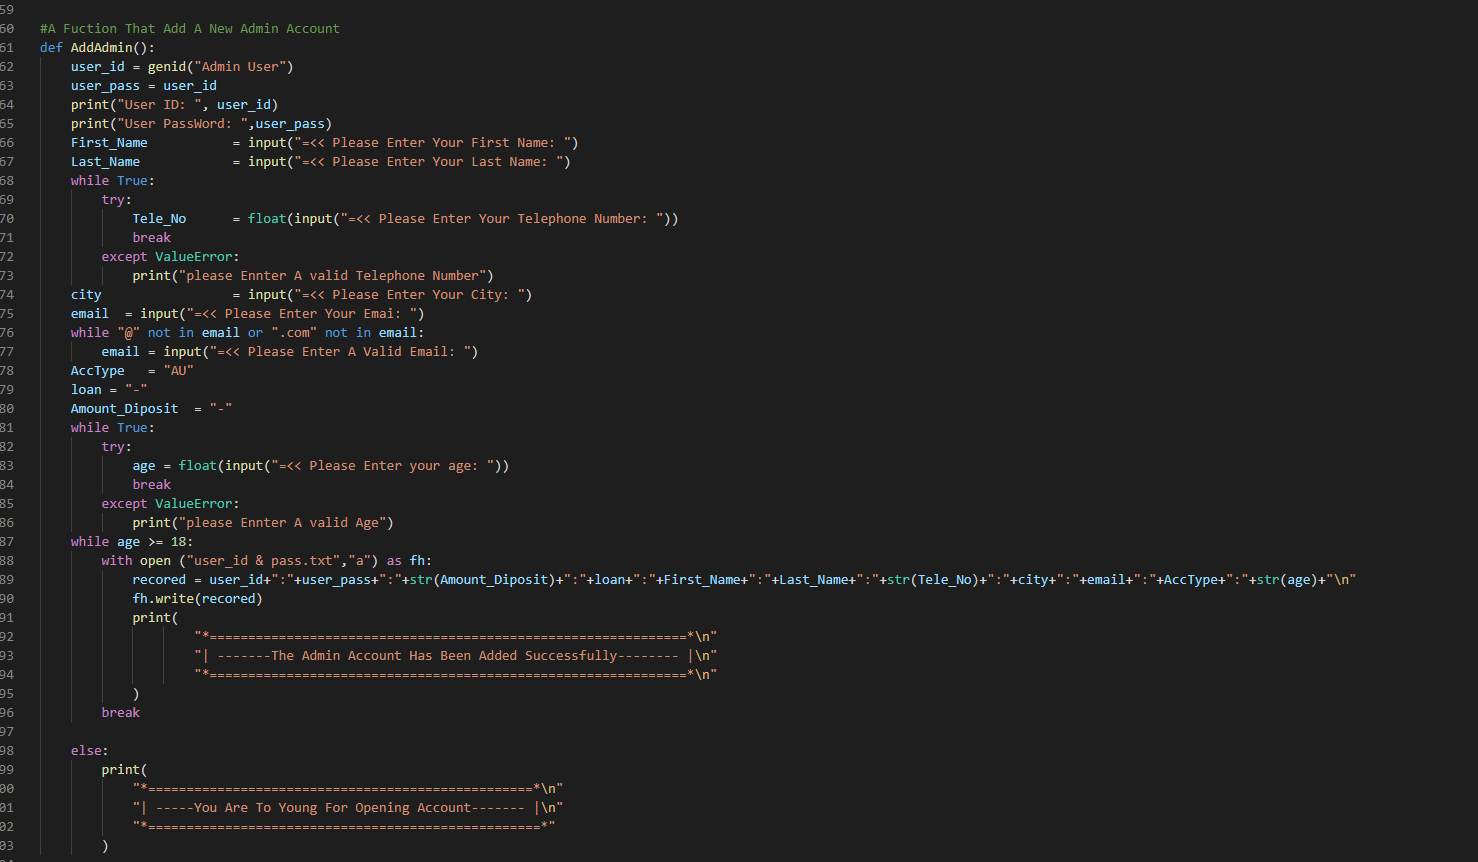 59
60 #A Fuction That Add A New Admin Account
61 def AddAdmin():
62     user_id = genid("Admin User")
63     user_pass = user_id
64     print("User ID: ", user_id)
65     print("User PassWord: ",user_pass)
66     First_Name           = input("=<< Please Enter Your First Name: ")
67     Last_Name            = input("=<< Please Enter Your Last Name: ")
68     while True:
69         try:
70             Tele_No      = float(input("=<< Please Enter Your Telephone Number: "))
71             break
72         except ValueError:
73             print("please Ennter A valid Telephone Number")
74     city                 = input("=<< Please Enter Your City: ")
75     email  = input("=<< Please Enter Your Emai: ")
76     while "@" not in email or ".com" not in email:
77         email = input("=<< Please Enter A Valid Email: ")
78     AccType   = "AU"
79     loan = "-"
80     Amount_Diposit  = "-"
81     while True:
82         try:
83             age = float(input("=<< Please Enter your age: "))
84             break
85         except ValueError:
86             print("please Ennter A valid Age")
87     while age >= 18:
88         with open ("user_id & pass.txt","a") as fh:
89             recored = user_id+":"+user_pass+":"+str(Amount_Diposit)+":"+loan+":"+First_Name+":"+Last_Name+":"+str(Tele_No)+":"+city+":"+email+":"+AccType+":"+str(age)+"\n"
90             fh.write(recored)
91             print(
92                     "*==============================================================*\n"
93                     "| -------The Admin Account Has Been Added Successfully-------- |\n"
94                     "*==============================================================*\n"
95             )
96         break
97
98     else:
99         print(
00             "*==================================================*\n"
01             "| -----You Are To Young For Opening Account------- |\n"
02             "*===================================================*"
03         )